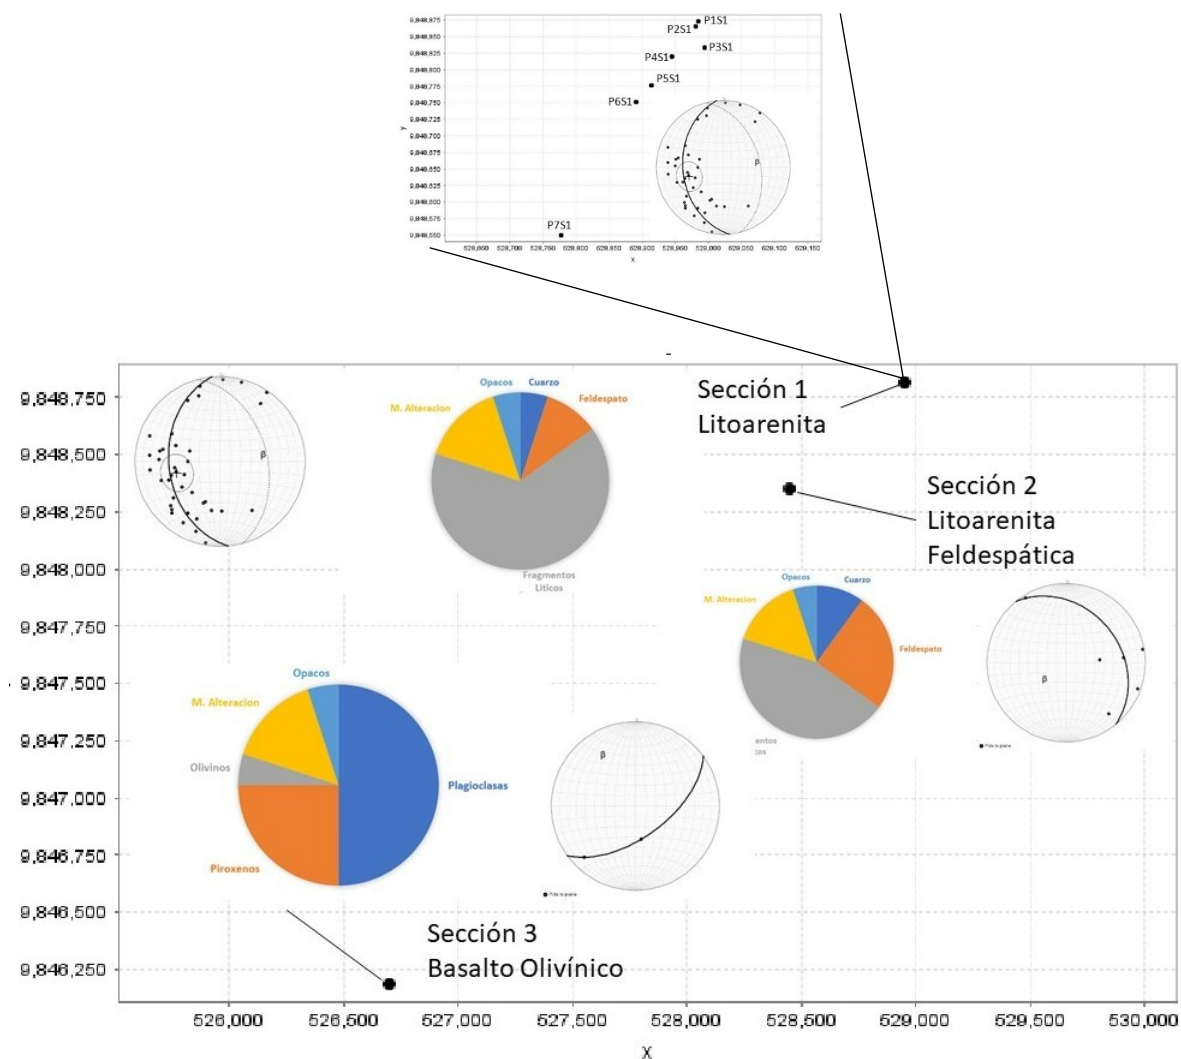 9,848,875
9,848,850
9,848,825
9,848,800
9,848,775
9,848,750
9,848,725
9,848,700
9,848,675
9,848,650
9,848,625
9,848,600
9,848,575
9,848,550
y
P1S1
P2S1
P3S1
P4S1
P5S1
P6S1
P7S1
β
528,700
528,750
528,800
528,850
528,900
529,000
529,050
529,100
529,150
x
9,848,750
9,848,500
9,848,250
9,848,000
9,847,750
9,847,500
9,847,250
9,847,000
9,846,750
9,846,500
9,846,250
β
Opacos
Cuarzo
Feldespato
M. Alteracion
Fragmentos
Liticos
Sección 1
Litoarenita
Sección 2
Litoarenita
Feldespática
Opacos
Cuarzo
M. Alteracion
Feldespato
entos
cos
β
Opacos
M. Alteracion
Olivinos
Plagioclasas
Piroxenos
β
Sección 3
Basalto Olivínico
526,000
526,500
527,000
527,500
528,000
528,500
529,000
529,500
530,000
X